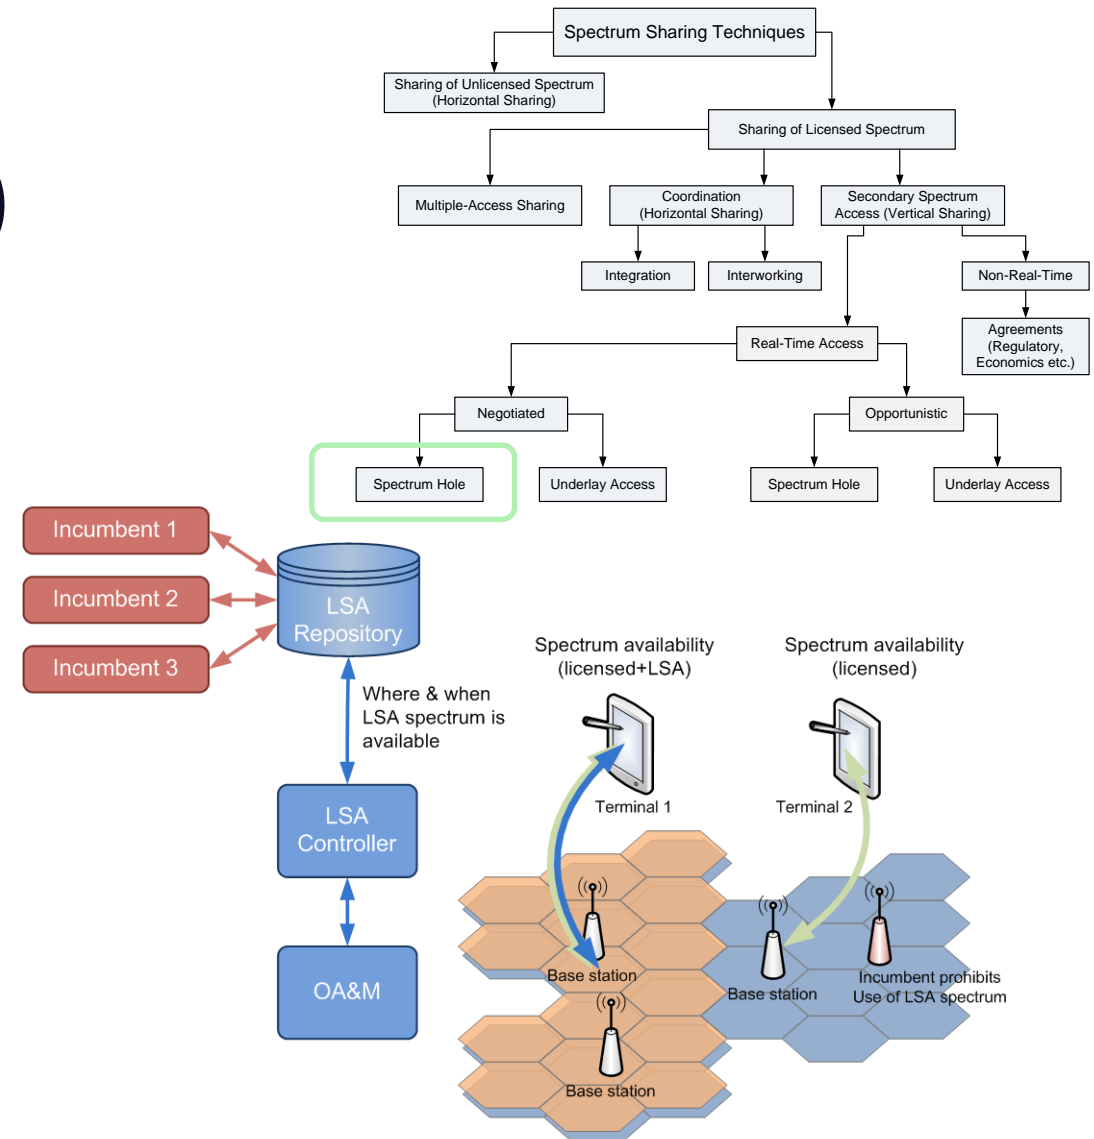 Spectrum Sharing Techniques
Sharing of Unlicensed Spectrum
(Horizontal Sharing)
Sharing of Licensed Spectrum
Multiple-Access Sharing
Coordination
(Horizontal Sharing)
Secondary Spectrum
Access (Vertical Sharing)
Integration
Interworking
Non-Real-Time
Agreements
(Regulatory,
Economics etc.)
Real-Time Access
Negotiated
Opportunistic
Spectrum Hole
Underlay Access
Spectrum Hole
Underlay Access
Incumbent 1
Incumbent 2
Incumbent 3
LSA
Repository
Where & when
LSA spectrum is
available
LSA
Controller
OA&M
Spectrum availability
(licensed+LSA)
Spectrum availability
(licensed)
Terminal 1
Terminal 2
Base station
Base station
Incumbent prohibits
Use of LSA spectrum
Base station